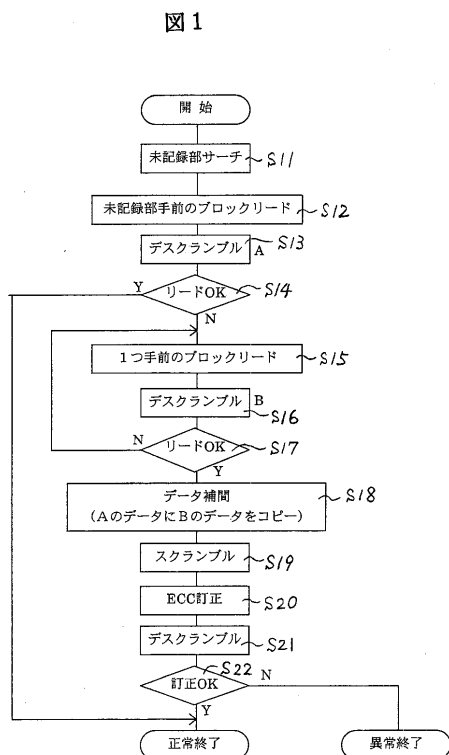 図1
開 始
未記録部サーチ S11
未記録部手前のブロックリード S12
デスクランブル A S13
Y リードOK S14
N
1つ手前のブロックリード S15
デスクランブル B S16
N リードOK S17
Y
データ補間 S18
(AのデータにBのデータをコピー)
スクランブル S19
ECC訂正 S20
デスクランブル S21
S22
訂正OK N
Y
正常終了 異常終了